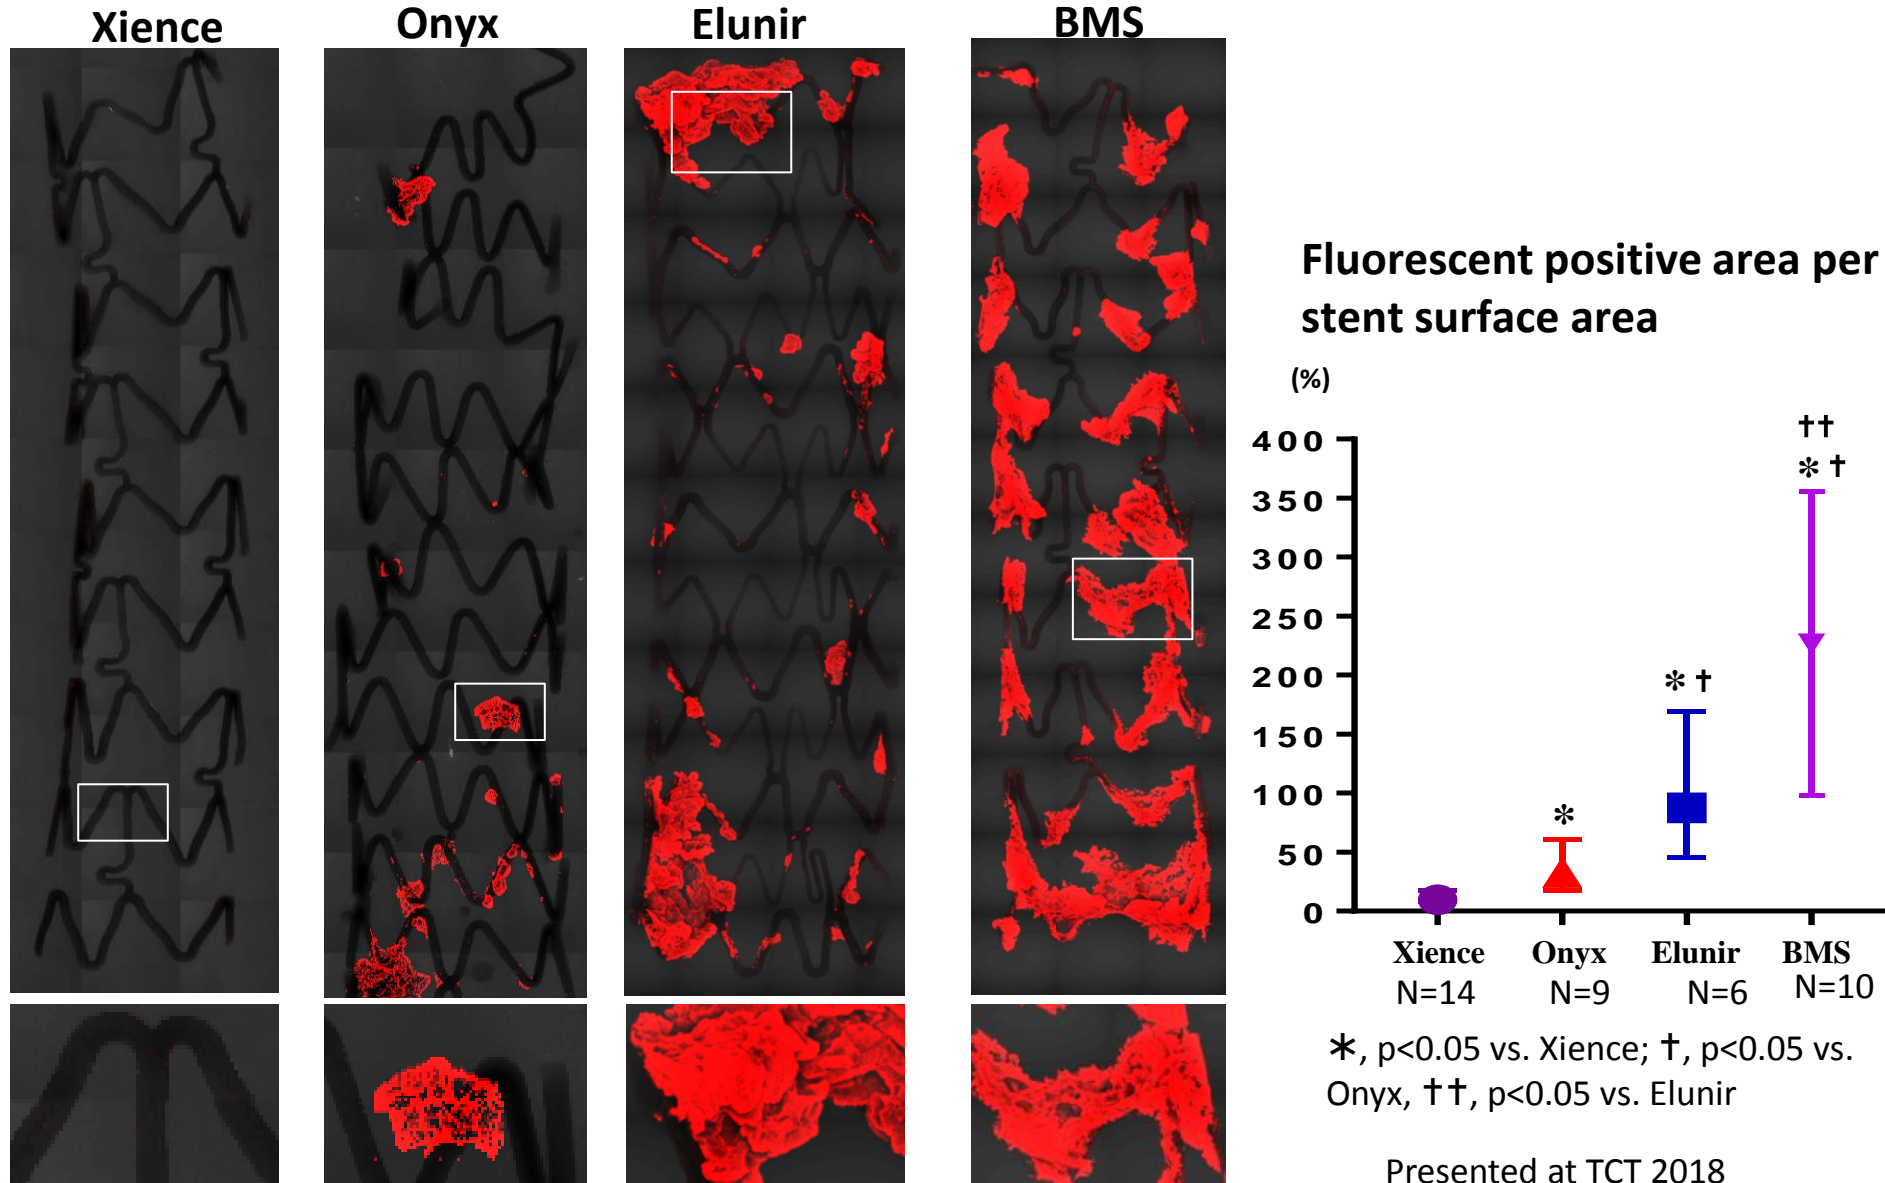 Xience
Onyx
Elunir
BMS
Fluorescent positive area per
stent surface area
(%)
400
350
300
250
200
150
100
50
0
††
* †
* †
*
Xience
Onyx
Elunir
BMS
N=14
N=9
N=6
N=10
*, p<0.05 vs. Xience; †, p<0.05 vs.
Onyx, ††, p<0.05 vs. Elunir
Presented at TCT 2018